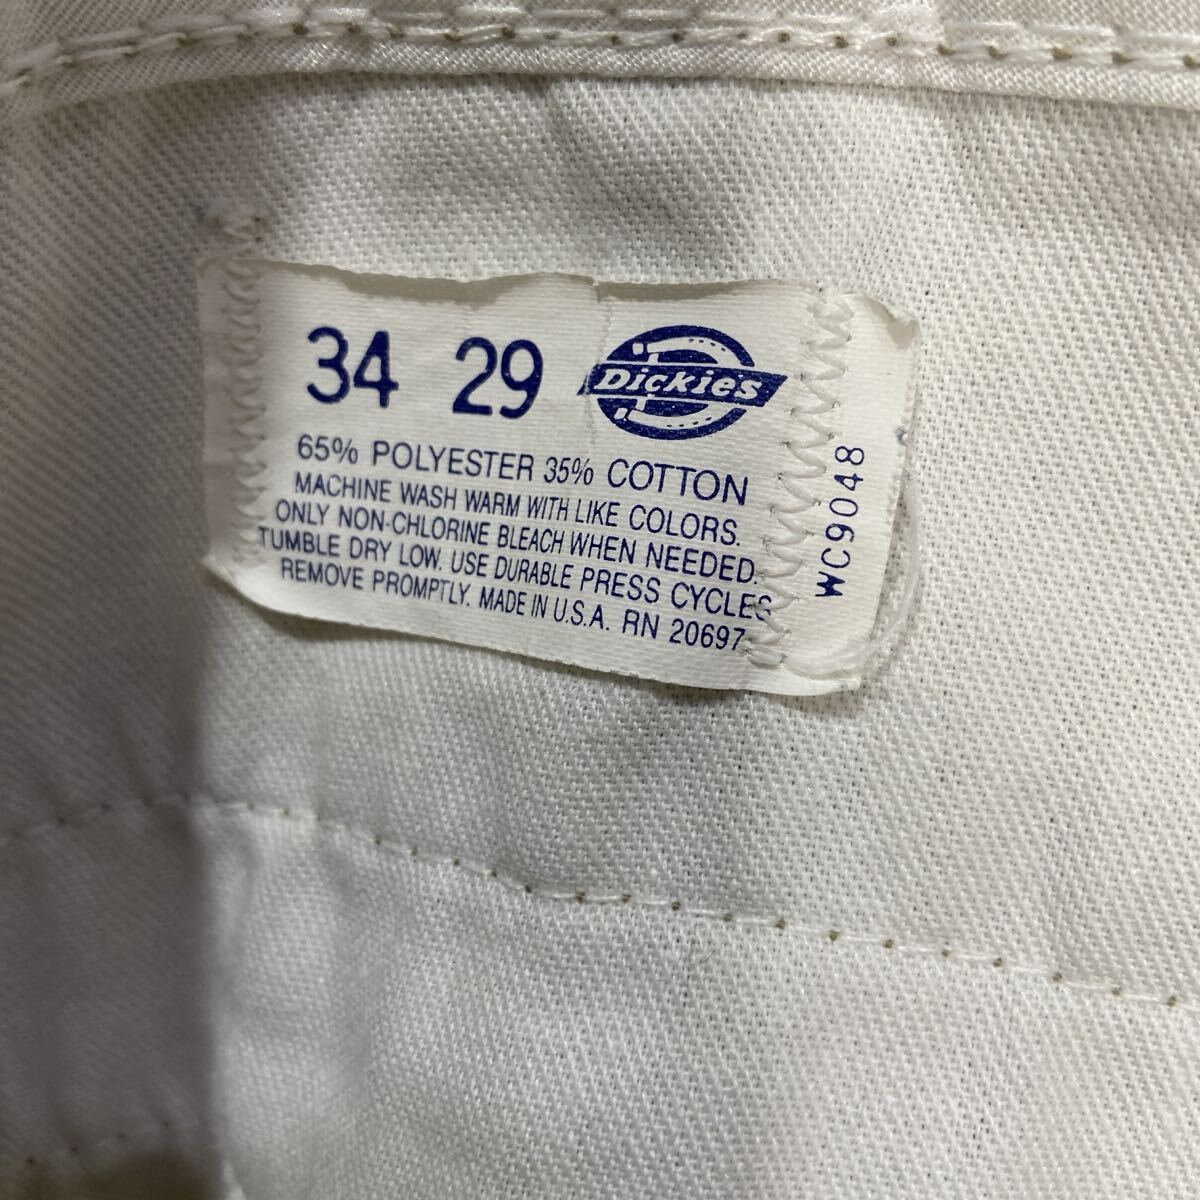 34 29 Dickies
65% POLYESTER 35% COTTON
MACHINE WASH WARM WITH LIKE COLORS.
ONLY NON-CHLORINE BLEACH WHEN NEEDED.
TUMBLE DRY LOW. USE DURABLE PRESS CYCLES
REMOVE PROMPTLY. MADE IN U.S.A. RN 20697
WC9048